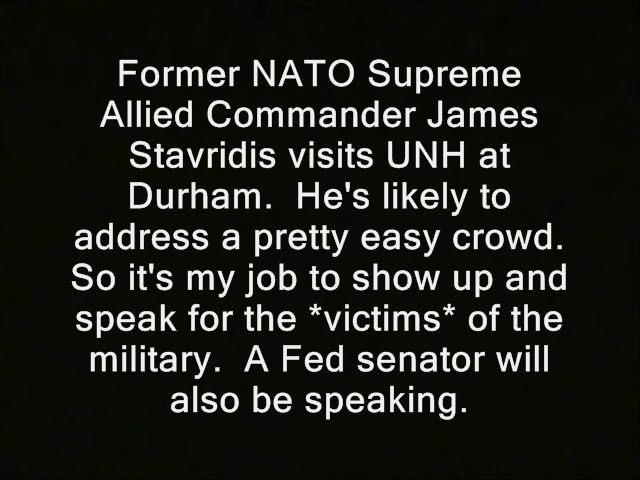 Former NATO Supreme
Allied Commander James
Stavridis visits UNH at
Durham.  He's likely to
address a pretty easy crowd.
So it's my job to show up and
speak for the *victims* of the
military.  A Fed senator will
also be speaking.